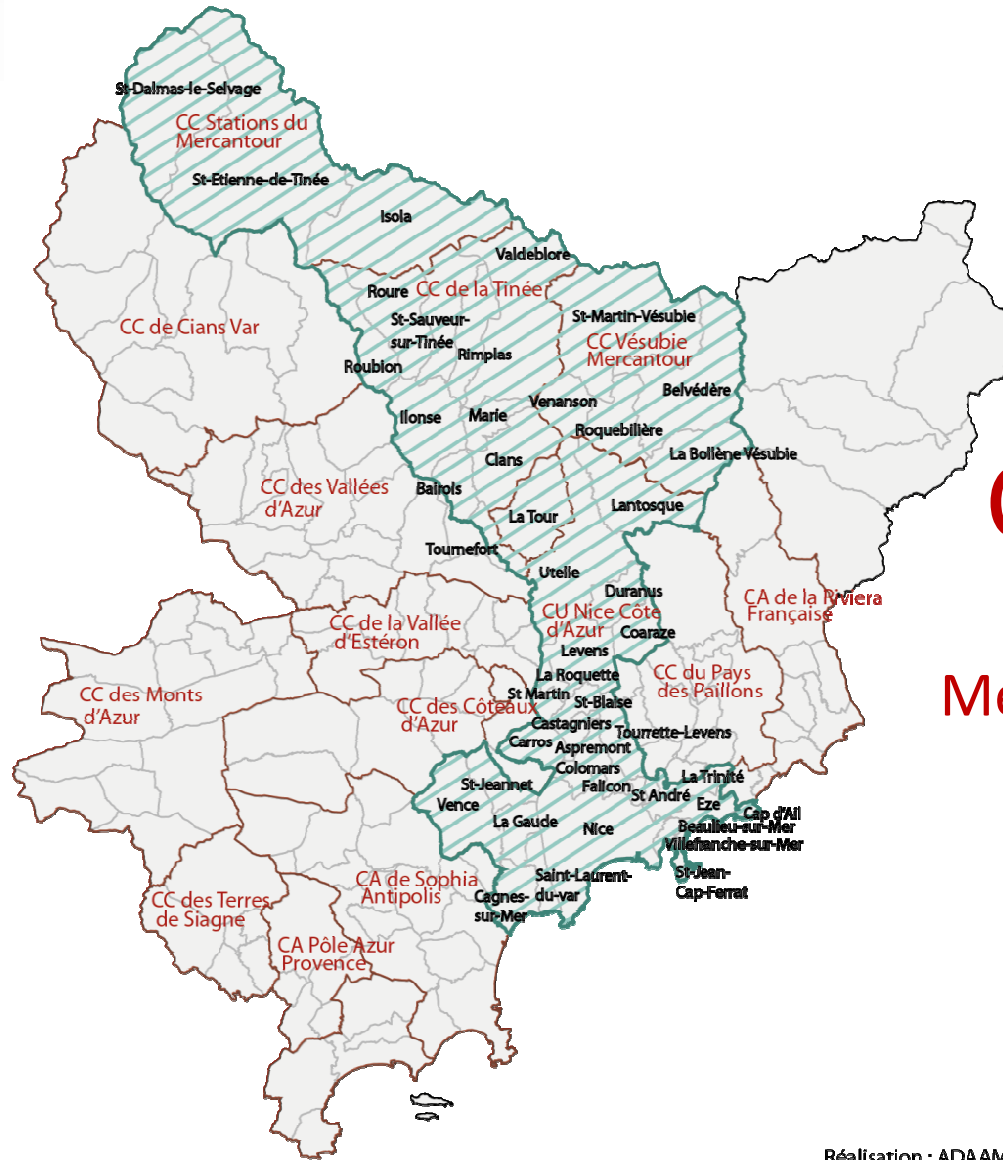 St-Dalmas-le-Selvage
CC Stations du
Mercantour
St-Etienne-de-Tinée
Isola
Valdeblore
Roure
CC de la Tinée
St-Sauveur-
sur-Tinée
Rimplas
St-Martin-Vésubie
CC de Cians Var
CC Vésubie
Mercantour
Roubion
Belvédère
Venanson
Ilonse
Marie
Roquebilière
La Bollène Vésubie
Clans
CC des Vallées
d'Azur
Bairols
La Tour
Lantosque
Tournefort
Utelle
Duranus
CA de la Riviera
Française
CU Nice Côte
d'Azur
CC de la Vallée
d'Estéron
Coaraze
Levens
La Roquette
CC du Pays
des Paillons
CC des Monts
d'Azur
St Martin
St-Blaise
CC des Côteaux
d'Azur
Me
Castagniers
Tourrette-Levens
Carros
Aspremont
Colomars
La Trinité
St-Jeannet
Falicon
St André
Vence
Eze
Cap d'Ail
La Gaude
Nice
Beaulieu-sur-Mer
Villefranche-sur-Mer
CA de Sophia
Antipolis
Saint-Laurent-
du-var
St-Jean-
Cap-Ferrat
Cagnes-
sur-Mer
CC des Terres
de Siagne
CA Pôle Azur
Provence
Réalisation : ADAAM